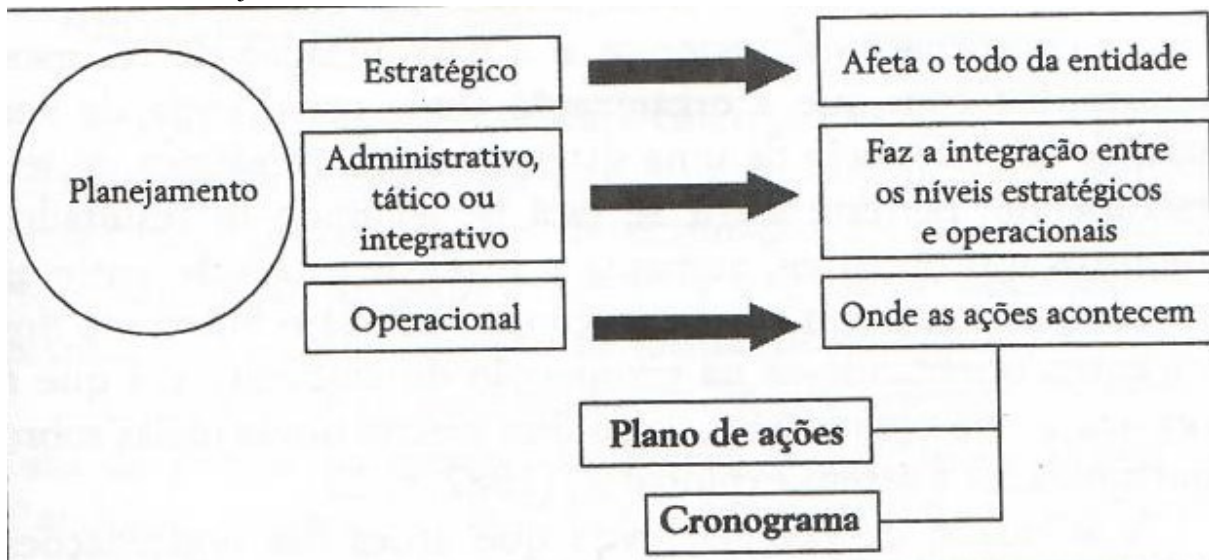 Planejamento
Estratégico
Afeta o todo da entidade
Administrativo,
tático ou
integrativo
Faz a integração entre
os níveis estratégicos
e operacionais
Operacional
Onde as ações acontecem
Plano de ações
Cronograma